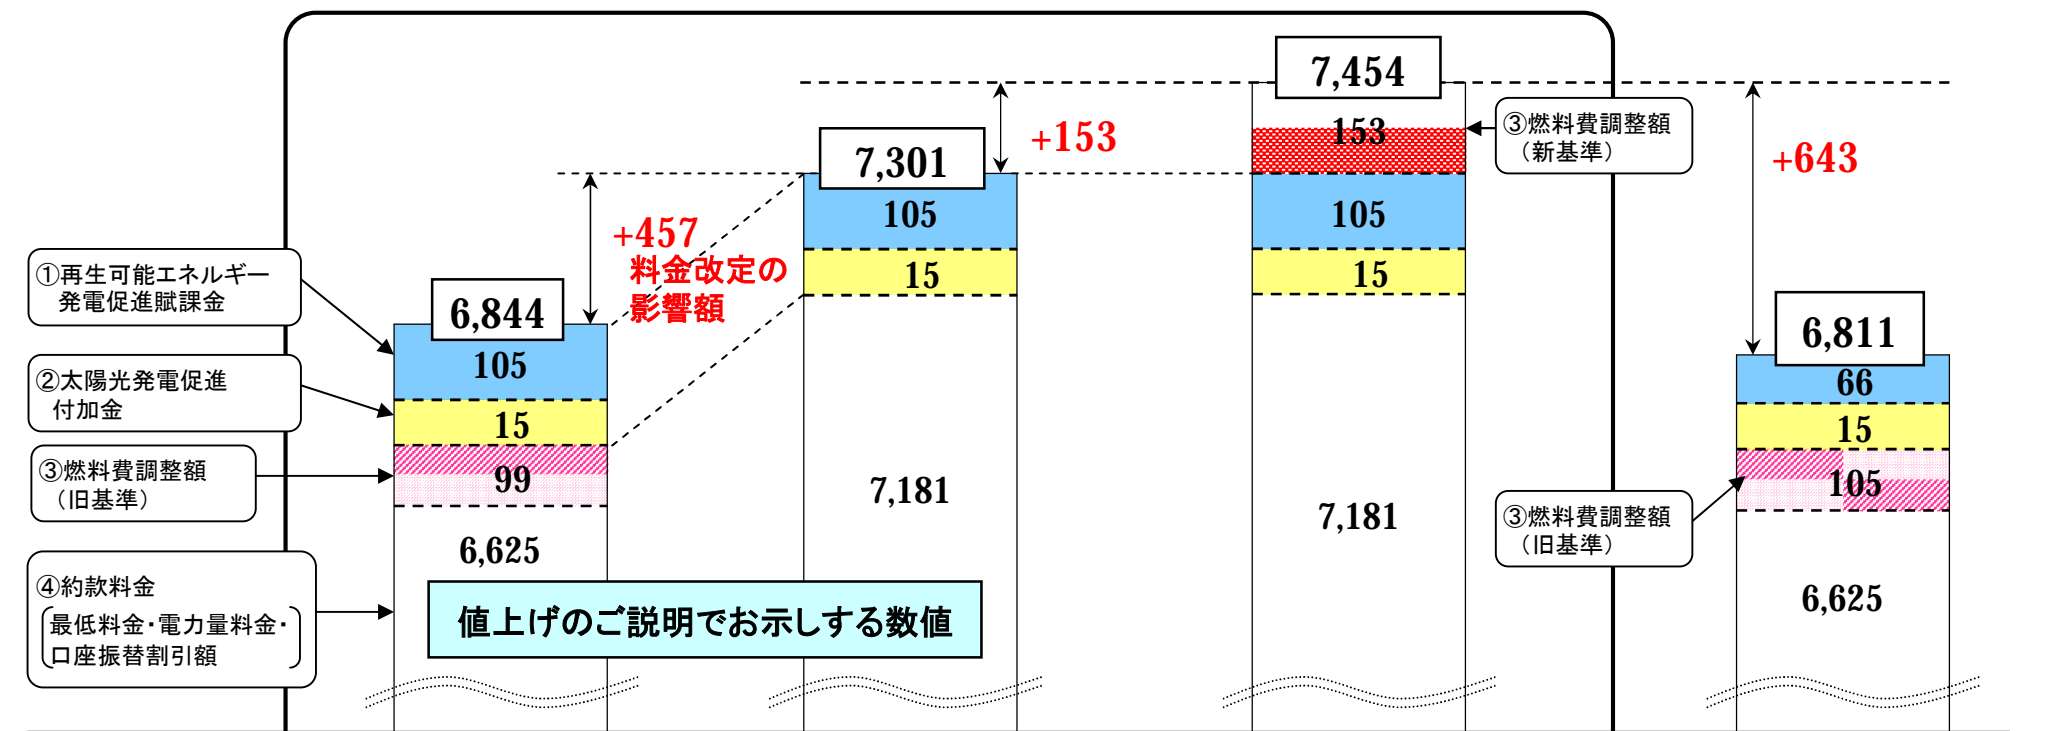 7,454
153
③燃料費調整額
（新基準）
+153
+643
7,301
105
15
105
15
+457
料金改定の
影響額
①再生可能エネルギー
発電促進賦課金
6,844
105
15
99
6,811
66
15
105
②太陽光発電促進
付加金
③燃料費調整額
（旧基準）
7,181
7,181
③燃料費調整額
（旧基準）
6,625
6,625
④約款料金
最低料金・電力量料金・
口座振替割引額
値上げのご説明でお示しする数値